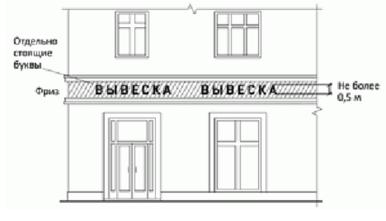 Отдельно
стоящие
буквы
Фриз
ВЫВЕСКА ВЫВЕСКА
Не более
0,5 м